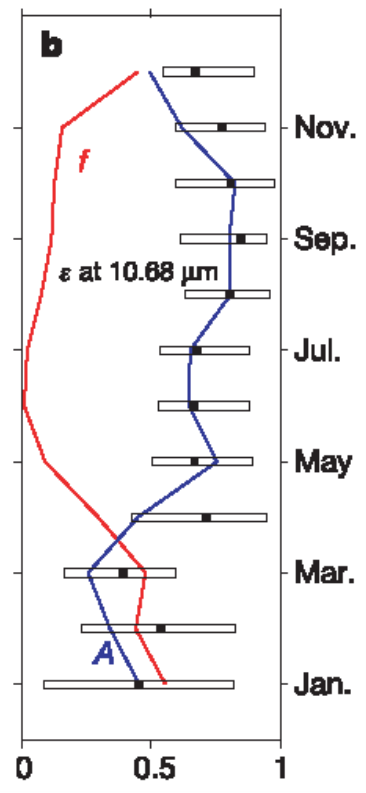 b
Nov.
f
Sep.
ε at 10.68 μm
Jul.
May
Mar.
A
Jan.
0 0.5 1